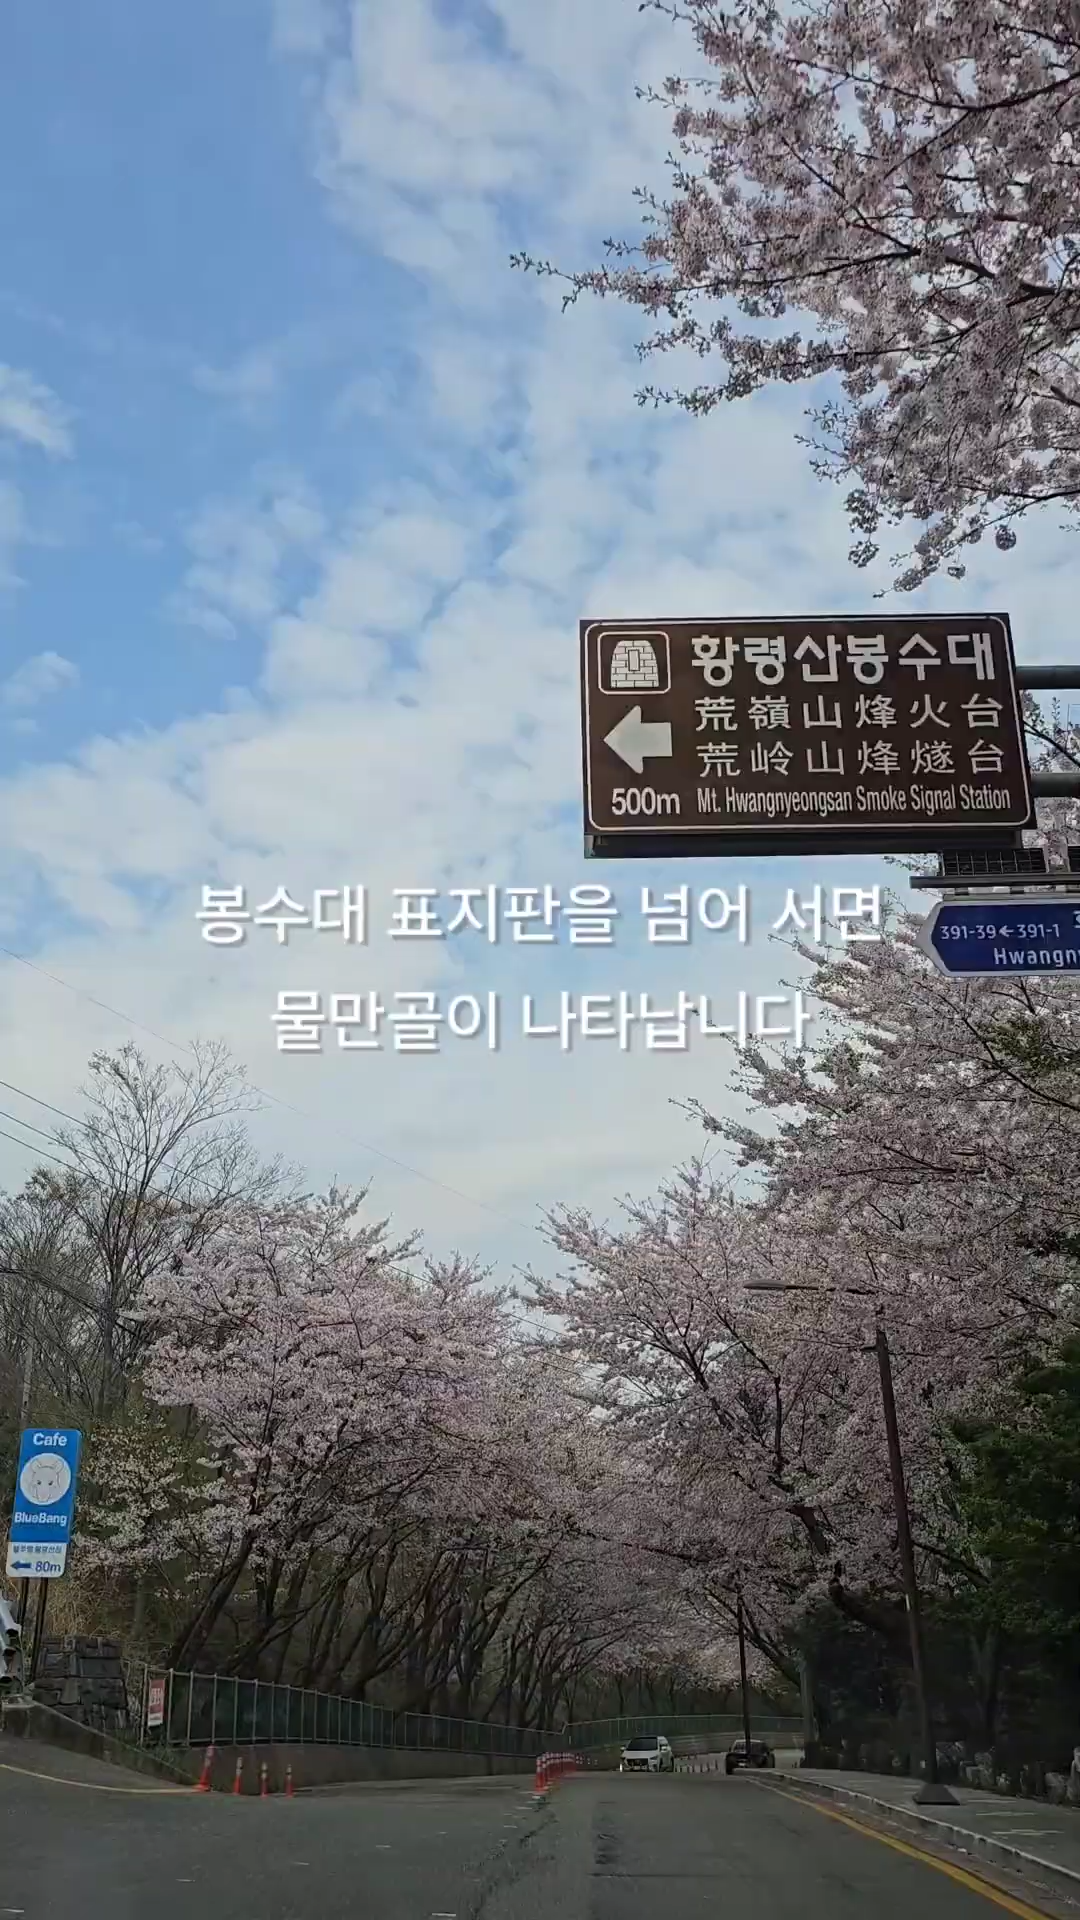 황령산봉수대
荒嶺山烽火台
荒岭山烽燧台
500m Mt. Hwangnyeongsan Smoke Signal Station
391-39←391-1
Hwangny
봉수대 표지판을 넘어 서면
물만골이 나타납니다
Cafe
BlueBang
← 80m